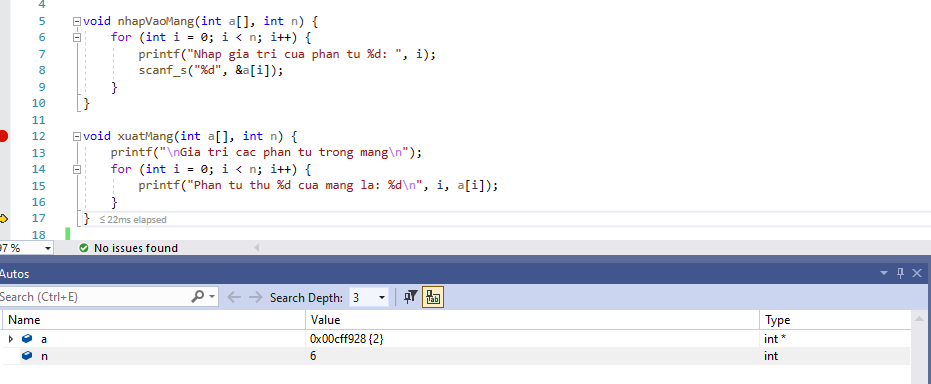 4
5 void nhapVaoMang(int a[], int n) {
6 for (int i = 0; i < n; i++) {
7 printf("Nhap gia tri cua phan tu %d: ", i);
8 scanf_s("%d", &a[i]);
9 }
10 }
11
12 void xuatMang(int a[], int n) {
13 printf("\nGia tri cac phan tu trong mang\n");
14 for (int i = 0; i < n; i++) {
15 printf("Phan tu thu %d cua mang la: %d\n", i, a[i]);
16 }
17 } ≤ 22ms elapsed
18
97 % No issues found
Autos
Search (Ctrl+E) Search Depth: 3
Name Value Type
a 0x00cff928 {2} int *
n 6 int